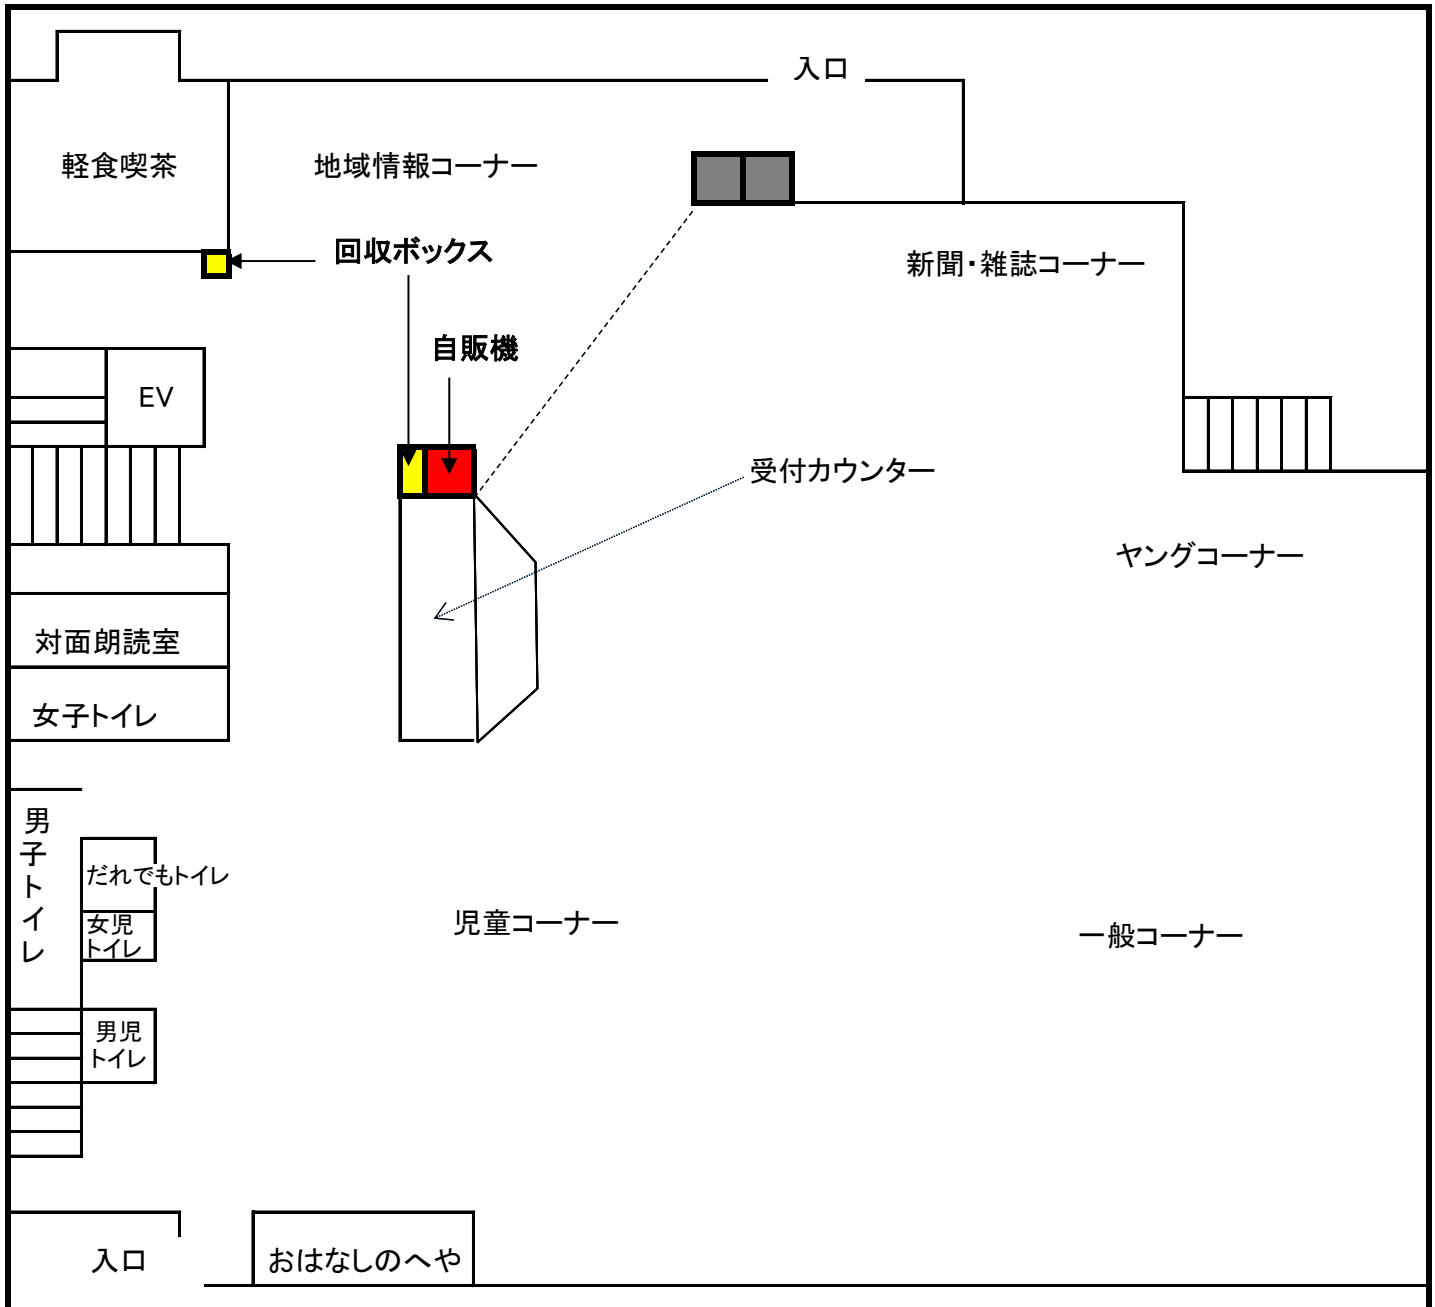 入口
軽食喫茶
地域情報コーナー
回収ボックス
新聞・雑誌コーナー
自販機
EV
受付カウンター
ヤングコーナー
対面朗読室
女子トイレ
男子トイレ
だれでもトイレ
女児
トイレ
児童コーナー
一般コーナー
男児
トイレ
入口
おはなしのへや